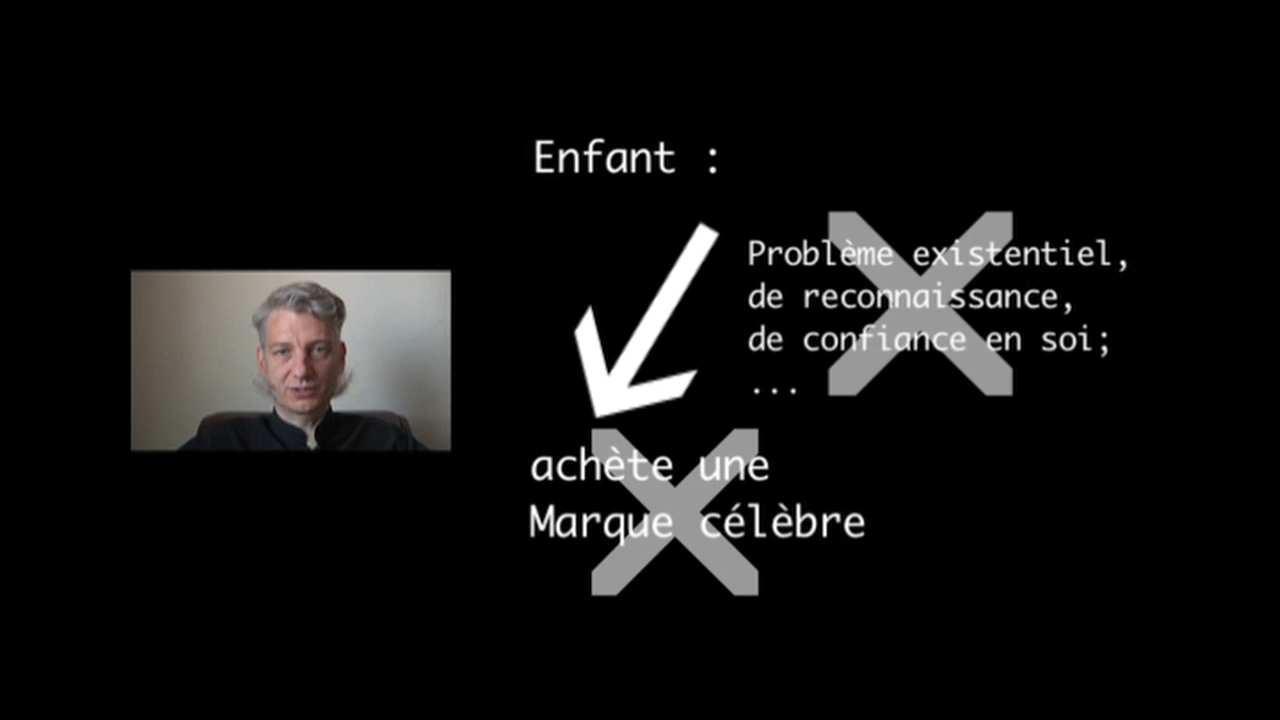 Enfant :
Problème existentiel,
de reconnaissance,
de confiance en soi;
...
achète une
Marque célèbre